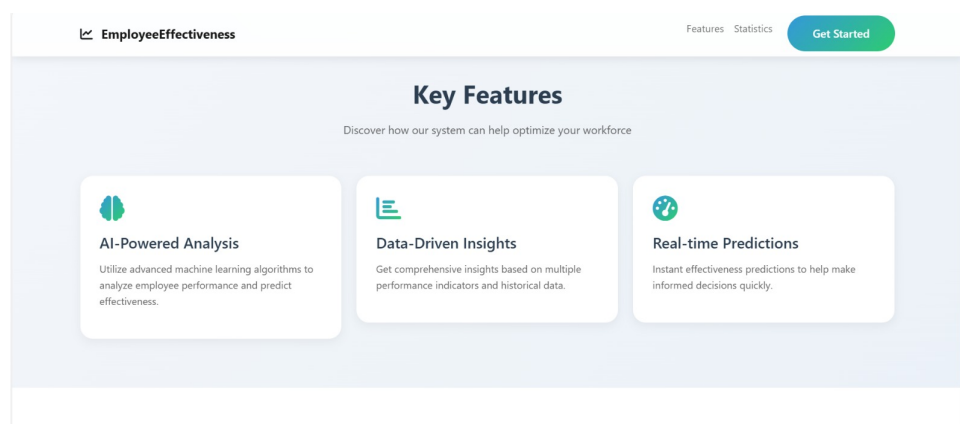 EmployeeEffectiveness
Features Statistics Get Started
Key Features
Discover how our system can help optimize your workforce
AI-Powered Analysis
Utilize advanced machine learning algorithms to
analyze employee performance and predict
effectiveness.
Data-Driven Insights
Get comprehensive insights based on multiple
performance indicators and historical data.
Real-time Predictions
Instant effectiveness predictions to help make
informed decisions quickly.